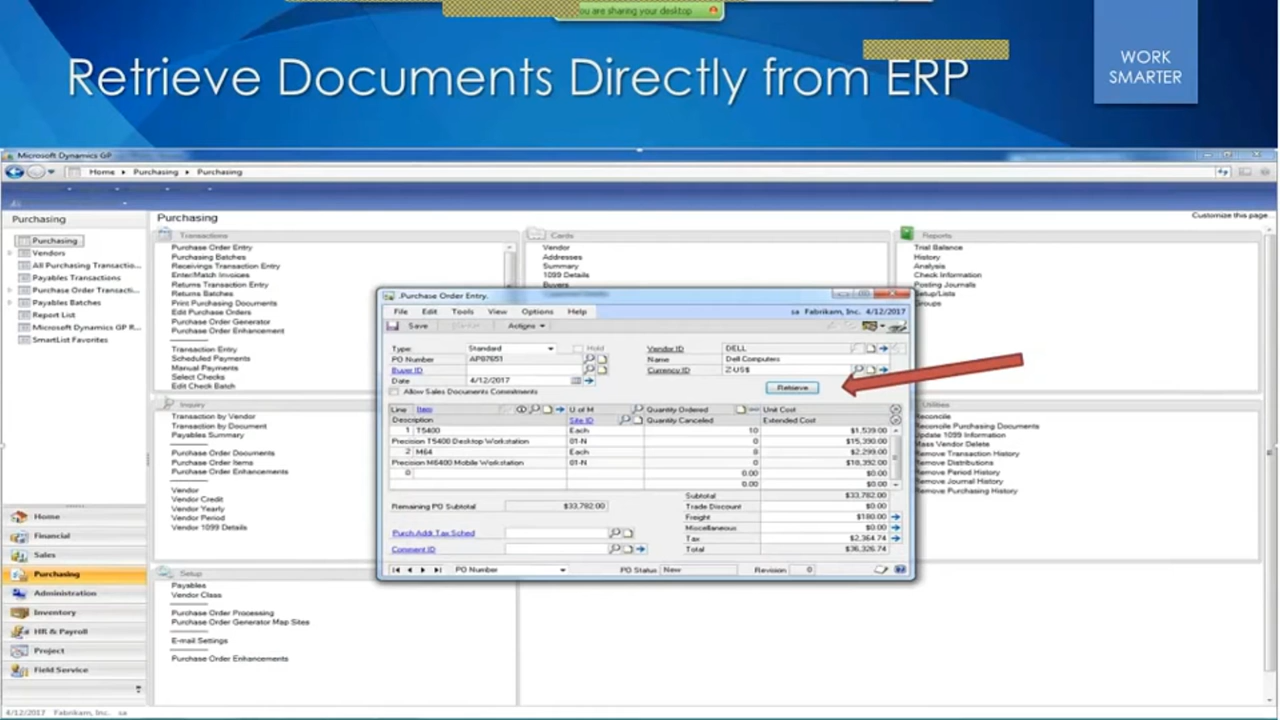 you are sharing your desktop
Retrieve Documents Directly from ERP
WORK
SMARTER
Microsoft Dynamics GP
Home Purchasing Purchasing
Purchasing
Purchasing
Vendors
All Purchasing Transactio...
Payables Transactions
Purchase Order Transacti...
Payables Batches
Report List
Microsoft Dynamics GP R...
SmartList Favorites
Home
Financial
Sales
Purchasing
Administration
Inventory
HR & Payroll
Project
Field Service
Purchasing
Customize this page...
Transactions
Purchase Order Entry
Purchasing Batches
Receivings Transaction Entry
Enter/Match Invoices
Returns Transaction Entry
Returns Batches
Print Purchasing Documents
Edit Purchase Orders
Purchase Order Generator
Purchase Order Enhancement
Transaction Entry
Scheduled Payments
Manual Payments
Select Checks
Edit Check Batch
Cards
Vendor
Addresses
Summary
1099 Details
Buyers
Reports
Trial Balance
History
Analysis
Check Information
Posting Journals
Setup/Lists
Groups
Inquiry
Transaction by Vendor
Transaction by Document
Payables Summary
Purchase Order Documents
Purchase Order Items
Purchase Order Enhancements
Vendor
Vendor Credit
Vendor Yearly
Vendor Period
Vendor 1099 Details
Utilities
Reconcile
Reconcile Purchasing Documents
Update 1099 Information
Mass Vendor Delete
Remove Transaction History
Remove Distributions
Remove Period History
Remove Journal History
Remove Purchasing History
Setup
Payables
Vendor Class
Purchase Order Processing
Purchase Order Generator Map Sites
E-mail Settings
Purchase Order Enhancements
.Purchase Order Entry.
File Edit Tools View Options Help sa Fabrikam, Inc. 4/12/2017
Save Actions
Type: Standard Hold Vendor ID DELL
PO Number AP87651 Name Dell Computers
Buyer ID Currency ID Z-US$
Date 4/12/2017 Retrieve
Allow Sales Documents Commitments
Line Item U of M Quantity Ordered Unit Cost
Description Site ID Quantity Canceled Extended Cost
1 T5400 Each 10 $1,539.00
Precision T5400 Desktop Workstation 01-N 0 $15,390.00
2 M64 Each 8 $2,299.00
Precision M6400 Mobile Workstation 01-N 0 $18,392.00
0 0.00 $0.00
0.00 $0.00
Subtotal $33,782.00
Remaining PO Subtotal $33,782.00 Trade Discount $0.00
Freight $180.00
Miscellaneous $0.00
Purch Addt Tax Sched Tax $2,364.74
Comment ID Total $36,326.74
PO Number PO Status New Revision 0
4/12/2017 Fabrikam, Inc. sa